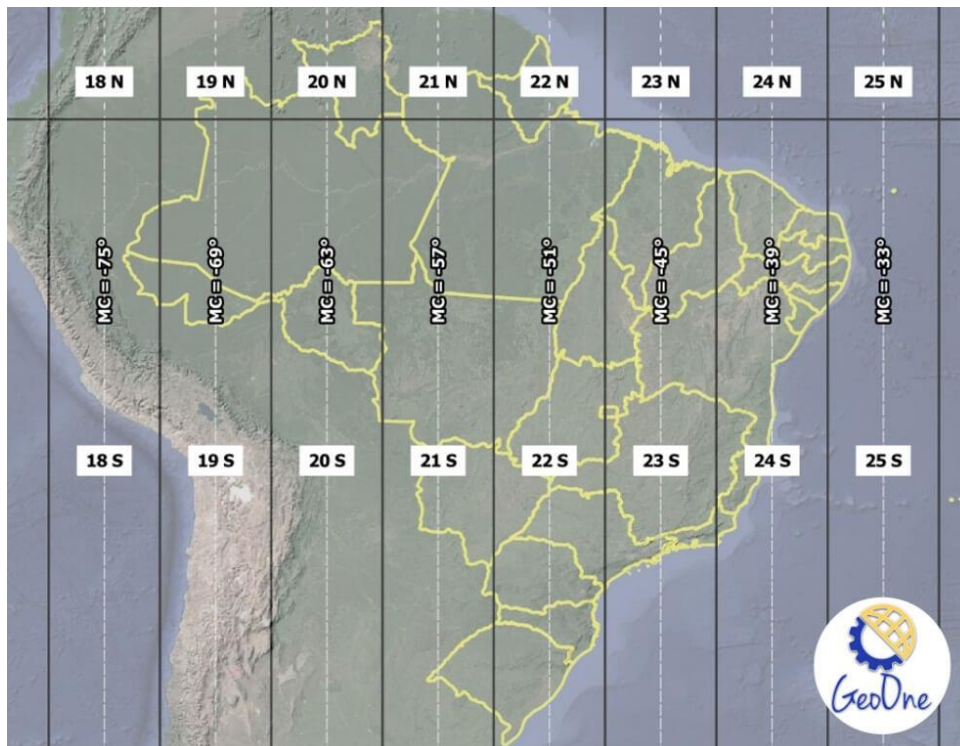 18 N
19 N
20 N
21 N
22 N
23 N
24 N
25 N
MC = -75°
MC = -69°
MC = -63°
MC = -57°
MC = -51°
MC = -45°
MC = -39°
MC = -33°
18 S
19 S
20 S
21 S
22 S
23 S
24 S
25 S
GeoOne